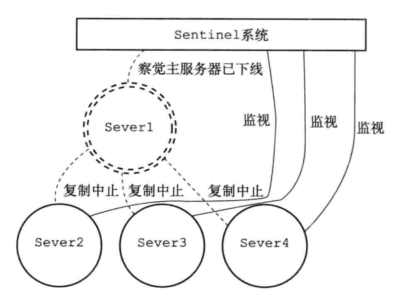 Sentinel系统
察觉主服务器已下线
Sever1
监视
监视
监视
复制中止
复制中止
复制中止
Sever2
Sever3
Sever4